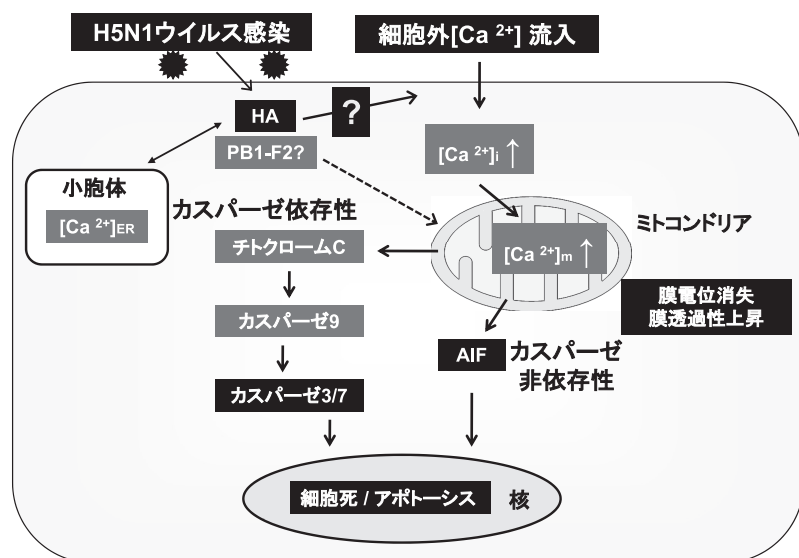 H5N1ウイルス感染
細胞外[Ca 2+] 流入
HA
?
PB1-F2?
[Ca 2+]i ↑
小胞体
[Ca 2+]ER
カスパーゼ依存性
チトクロームC
ミトコンドリア
[Ca 2+]m ↑
膜電位消失
膜透過性上昇
カスパーゼ9
AIF
カスパーゼ
非依存性
カスパーゼ3/7
細胞死 / アポトーシス
核